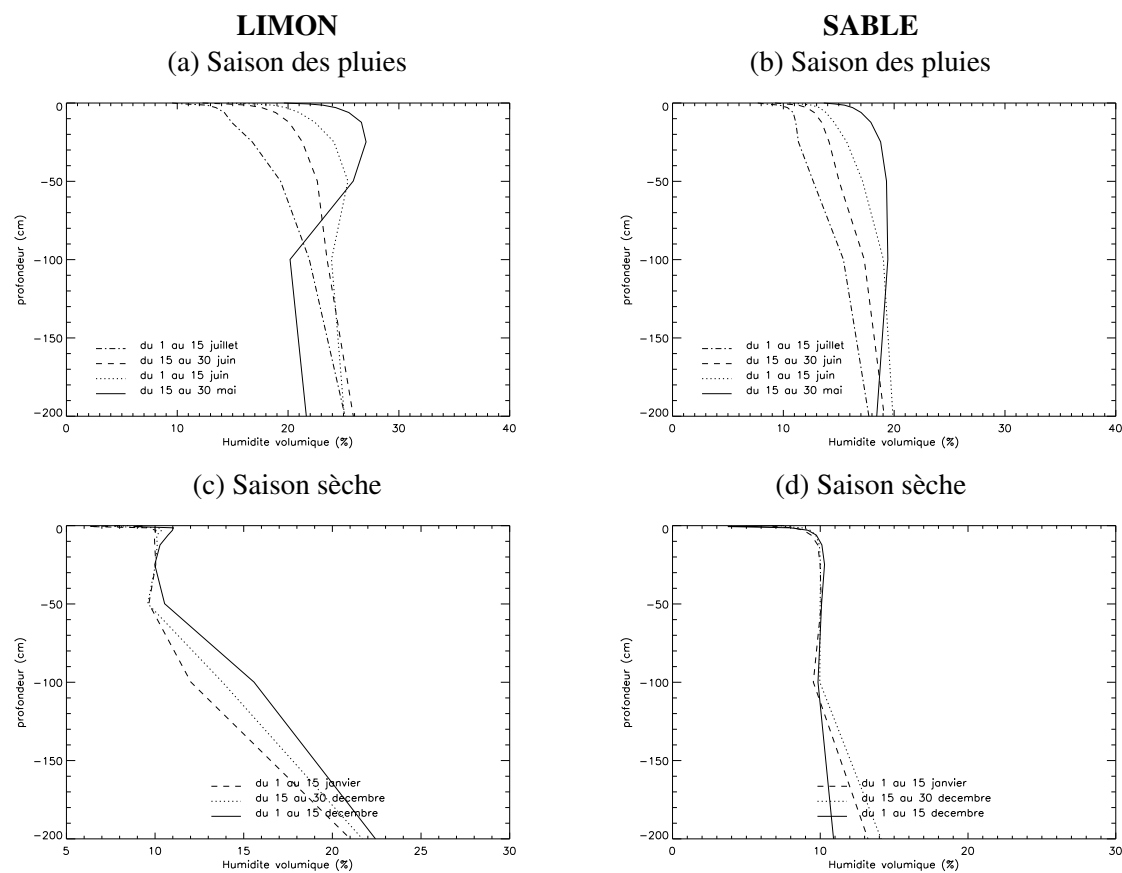 LIMON
(a) Saison des pluies
0
−50
−100
−150
−200
profondeur (cm)
du 1 au 15 juillet
du 15 au 30 juin
du 1 au 15 juin
du 15 au 30 mai
0 10 20 30 40
Humidite volumique (%)
SABLE
(b) Saison des pluies
0
−50
−100
−150
−200
profondeur (cm)
du 1 au 15 juillet
du 15 au 30 juin
du 1 au 15 juin
du 15 au 30 mai
0 10 20 30 40
Humidite volumique (%)
(c) Saison sèche
0
−50
−100
−150
−200
profondeur (cm)
du 1 au 15 janvier
du 15 au 30 decembre
du 1 au 15 decembre
5 10 15 20 25 30
Humidite volumique (%)
(d) Saison sèche
0
−50
−100
−150
−200
profondeur (cm)
du 1 au 15 janvier
du 15 au 30 decembre
du 1 au 15 decembre
0 10 20 30
Humidite volumique (%)